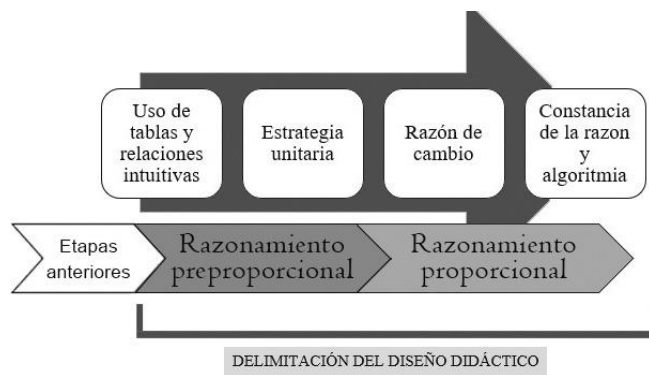 Uso de
tablas y
relaciones
intuitivas
Estrategia
unitaria
Razón de
cambio
Constancia
de la razon
y
algoritmia
Etapas
anteriores
Razonamiento
preproporcional
Razonamiento
proporcional
DELIMITACIÓN DEL DISEÑO DIDÁCTICO